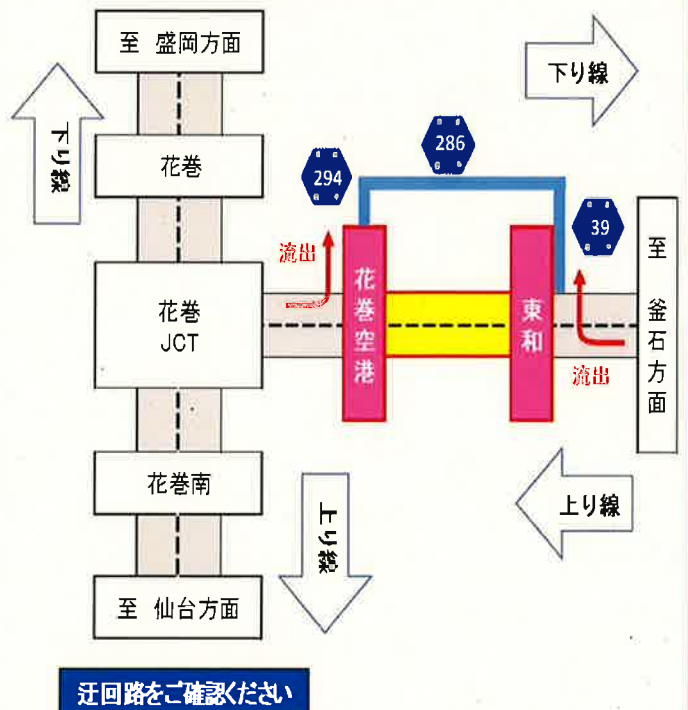 至 盛岡方面
下り線
下り線
花巻
294
286
39
流出
花巻空港
東和
至 釜石方面
花巻
JCT
流出
花巻南
上り線
上り線
至 仙台方面
迂回路をご確認ください